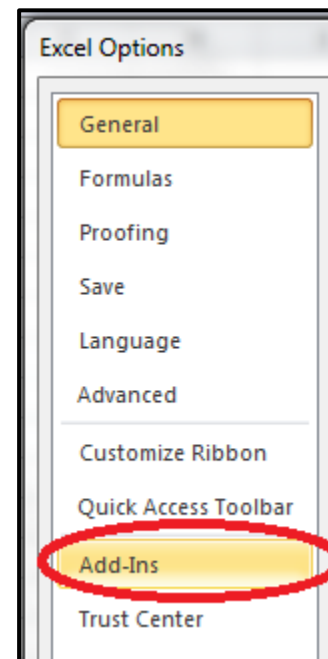 Excel Options
General
Formulas
Proofing
Save
Language
Advanced
Customize Ribbon
Quick Access Toolbar
Add-Ins
Trust Center